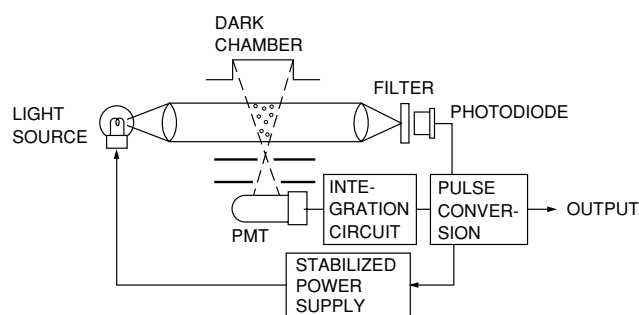 DARK
CHAMBER
LIGHT
SOURCE
FILTER
PHOTODIODE
PMT
INTE-
GRATION
CIRCUIT
PULSE
CONVER-
SION
OUTPUT
STABILIZED
POWER
SUPPLY